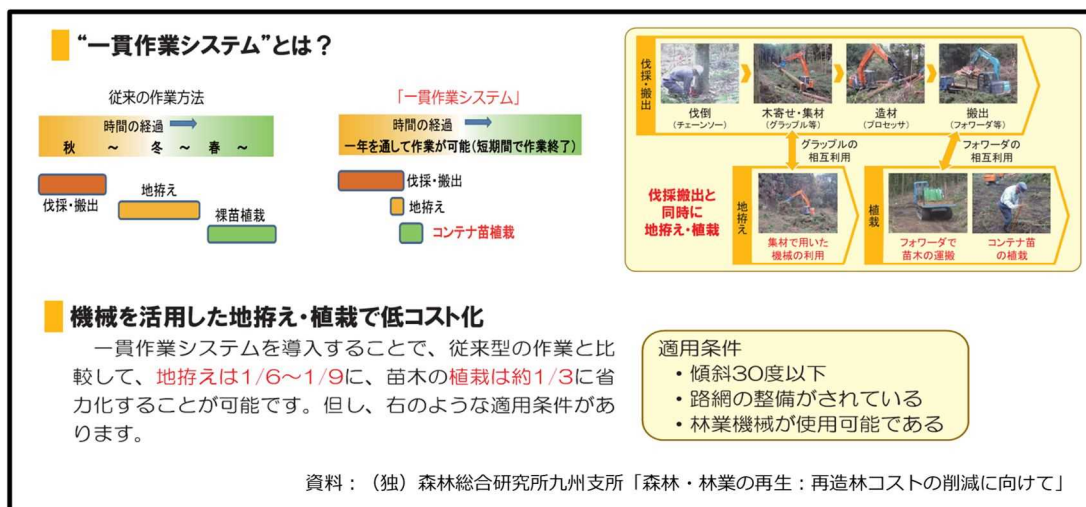 “一貫作業システム”とは？
従来の作業方法
時間の経過
秋 ～ 冬 ～ 春 ～
伐採・搬出
地拵え
裸苗植栽
「一貫作業システム」
時間の経過
一年を通して作業が可能(短期間で作業終了)
伐採・搬出
地拵え
コンテナ苗植栽
伐採・搬出
伐倒
(チェーンソー)
木寄せ・集材
(グラップル等)
造材
(プロセッサ)
搬出
(フォワーダ等)
グラップルの
相互利用
フォワーダの
相互利用
伐採搬出と
同時に
地拵え・植栽
地拵え
集材で用いた
機械の利用
植栽
フォワーダで
苗木の運搬
コンテナ苗
の植栽
機械を活用した地拵え・植栽で低コスト化
一貫作業システムを導入することで、従来型の作業と比
較して、地拵えは1/6～1/9に、苗木の植栽は約1/3に省
力化することが可能です。但し、右のような適用条件があ
ります。
適用条件
・傾斜30度以下
・路網の整備がされている
・林業機械が使用可能である
資料：（独）森林総合研究所九州支所「森林・林業の再生：再造林コストの削減に向けて」